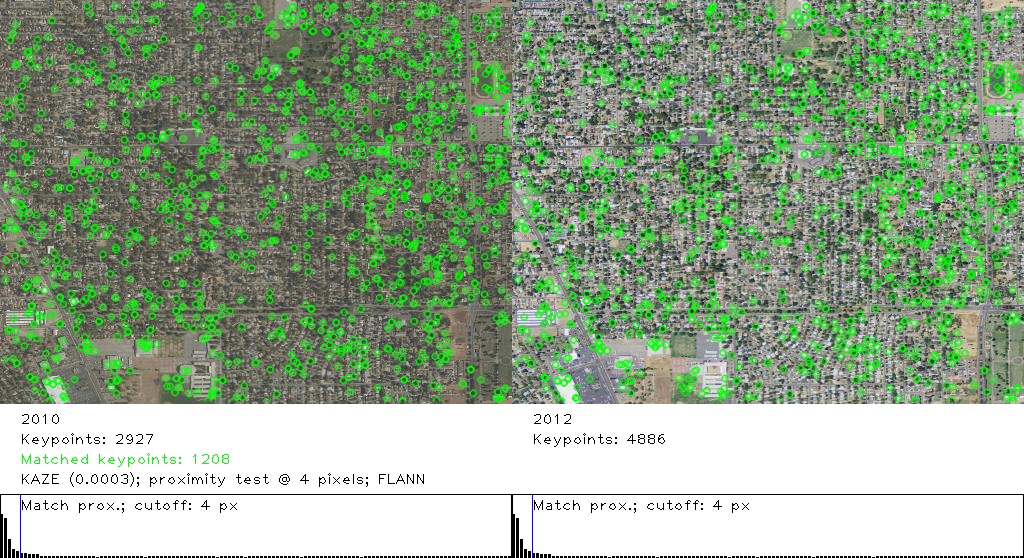 2010
Keypoints: 2927
Matched keypoints: 1208
KAZE (0.0003); proximity test @ 4 pixels; FLANN
2012
Keypoints: 4886
Match prox.; cutoff: 4 px
Match prox.; cutoff: 4 px